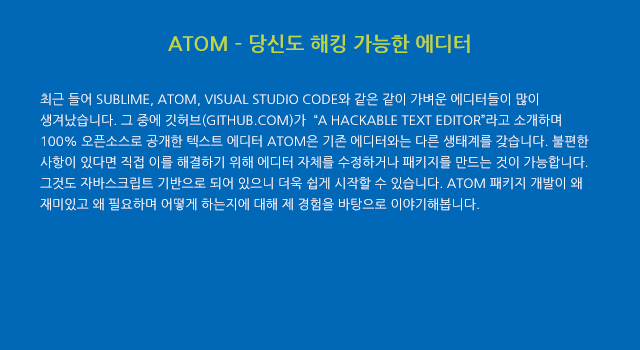 ATOM - 당신도 해킹 가능한 에디터
최근 들어 SUBLIME, ATOM, VISUAL STUDIO CODE와 같은 같이 가벼운 에디터들이 많이
생겨났습니다. 그 중에 깃허브(GITHUB.COM)가 “A HACKABLE TEXT EDITOR”라고 소개하며
100% 오픈소스로 공개한 텍스트 에디터 ATOM은 기존 에디터와는 다른 생태계를 갖습니다. 불편한
사항이 있다면 직접 이를 해결하기 위해 에디터 자체를 수정하거나 패키지를 만드는 것이 가능합니다.
그것도 자바스크립트 기반으로 되어 있으니 더욱 쉽게 시작할 수 있습니다. ATOM 패키지 개발이 왜
재미있고 왜 필요하며 어떻게 하는지에 대해 제 경험을 바탕으로 이야기해봅니다.